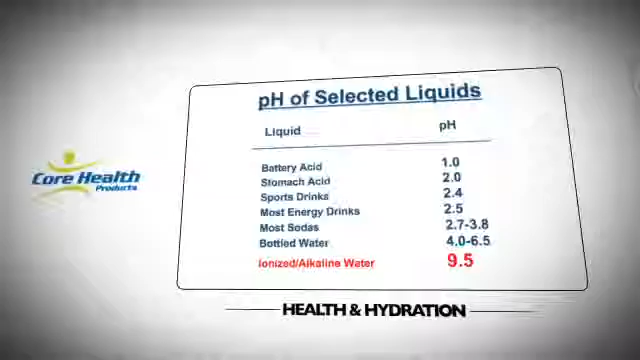 pH of Selected Liquids
Liquid pH
Battery Acid 1.0
Stomach Acid 2.0
Sports Drinks 2.4
Most Energy Drinks 2.5
Most Sodas 2.7-3.8
Bottled Water 4.0-6.5
Ionized/Alkaline Water 9.5
Core Health
Products
HEALTH & HYDRATION